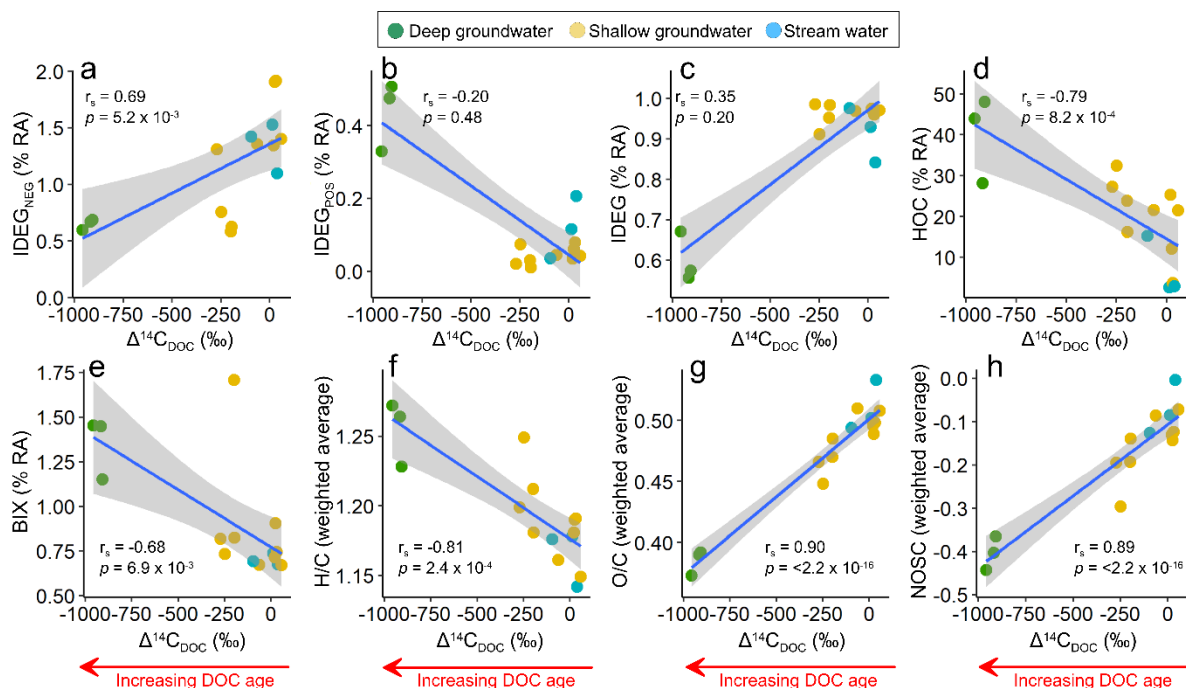 Deep groundwater Shallow groundwater Stream water
a
rs = 0.69
p = 5.2 x 10-3
IDEGNEG (% RA)
2.0
1.5
1.0
0.5
0.0
-1000 -750 -500 -250 0
Δ14CDOC (‰)
b
rs = -0.20
p = 0.48
IDEGPOS (% RA)
0.4
0.2
0.0
-1000 -750 -500 -250 0
Δ14CDOC (‰)
c
rs = 0.35
p = 0.20
IDEG (% RA)
1.0
0.9
0.8
0.7
0.6
-1000 -750 -500 -250 0
Δ14CDOC (‰)
d
rs = -0.79
p = 8.2 x 10-4
HOC (% RA)
50
40
30
20
10
-1000 -750 -500 -250 0
Δ14CDOC (‰)
e
rs = -0.68
p = 6.9 x 10-3
BIX (% RA)
1.75
1.50
1.25
1.00
0.75
0.50
-1000 -750 -500 -250 0
Δ14CDOC (‰)
Increasing DOC age
f
rs = -0.81
p = 2.4 x 10-4
H/C (weighted average)
1.25
1.20
1.15
1.10
-1000 -750 -500 -250 0
Δ14CDOC (‰)
Increasing DOC age
g
rs = 0.90
p = <2.2 x 10-16
O/C (weighted average)
0.50
0.45
0.40
-1000 -750 -500 -250 0
Δ14CDOC (‰)
Increasing DOC age
h
rs = 0.89
p = <2.2 x 10-16
NOSC (weighted average)
0.0
-0.1
-0.2
-0.3
-0.4
-0.5
-1000 -750 -500 -250 0
Δ14CDOC (‰)
Increasing DOC age